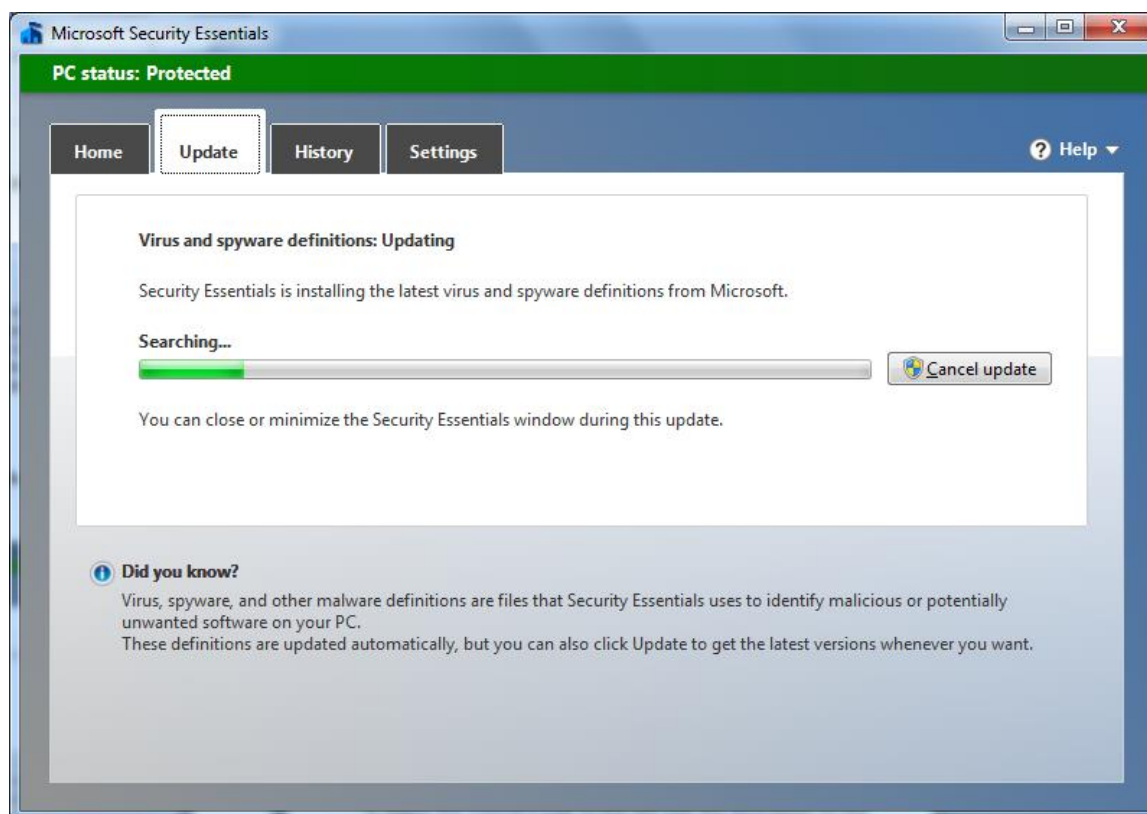 Microsoft Security Essentials
PC status: Protected
Home Update History Settings Help
Virus and spyware definitions: Updating
Security Essentials is installing the latest virus and spyware definitions from Microsoft.
Searching...
Cancel update
You can close or minimize the Security Essentials window during this update.
Did you know?
Virus, spyware, and other malware definitions are files that Security Essentials uses to identify malicious or potentially
unwanted software on your PC.
These definitions are updated automatically, but you can also click Update to get the latest versions whenever you want.